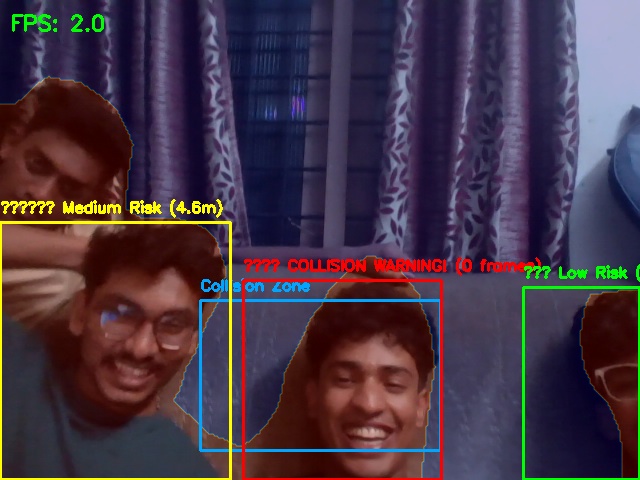 FPS: 2.0
?????? Medium Risk (4.6m)
???? COLLISION WARNING! (0 frames)
??? Low Risk (
Collision Zone